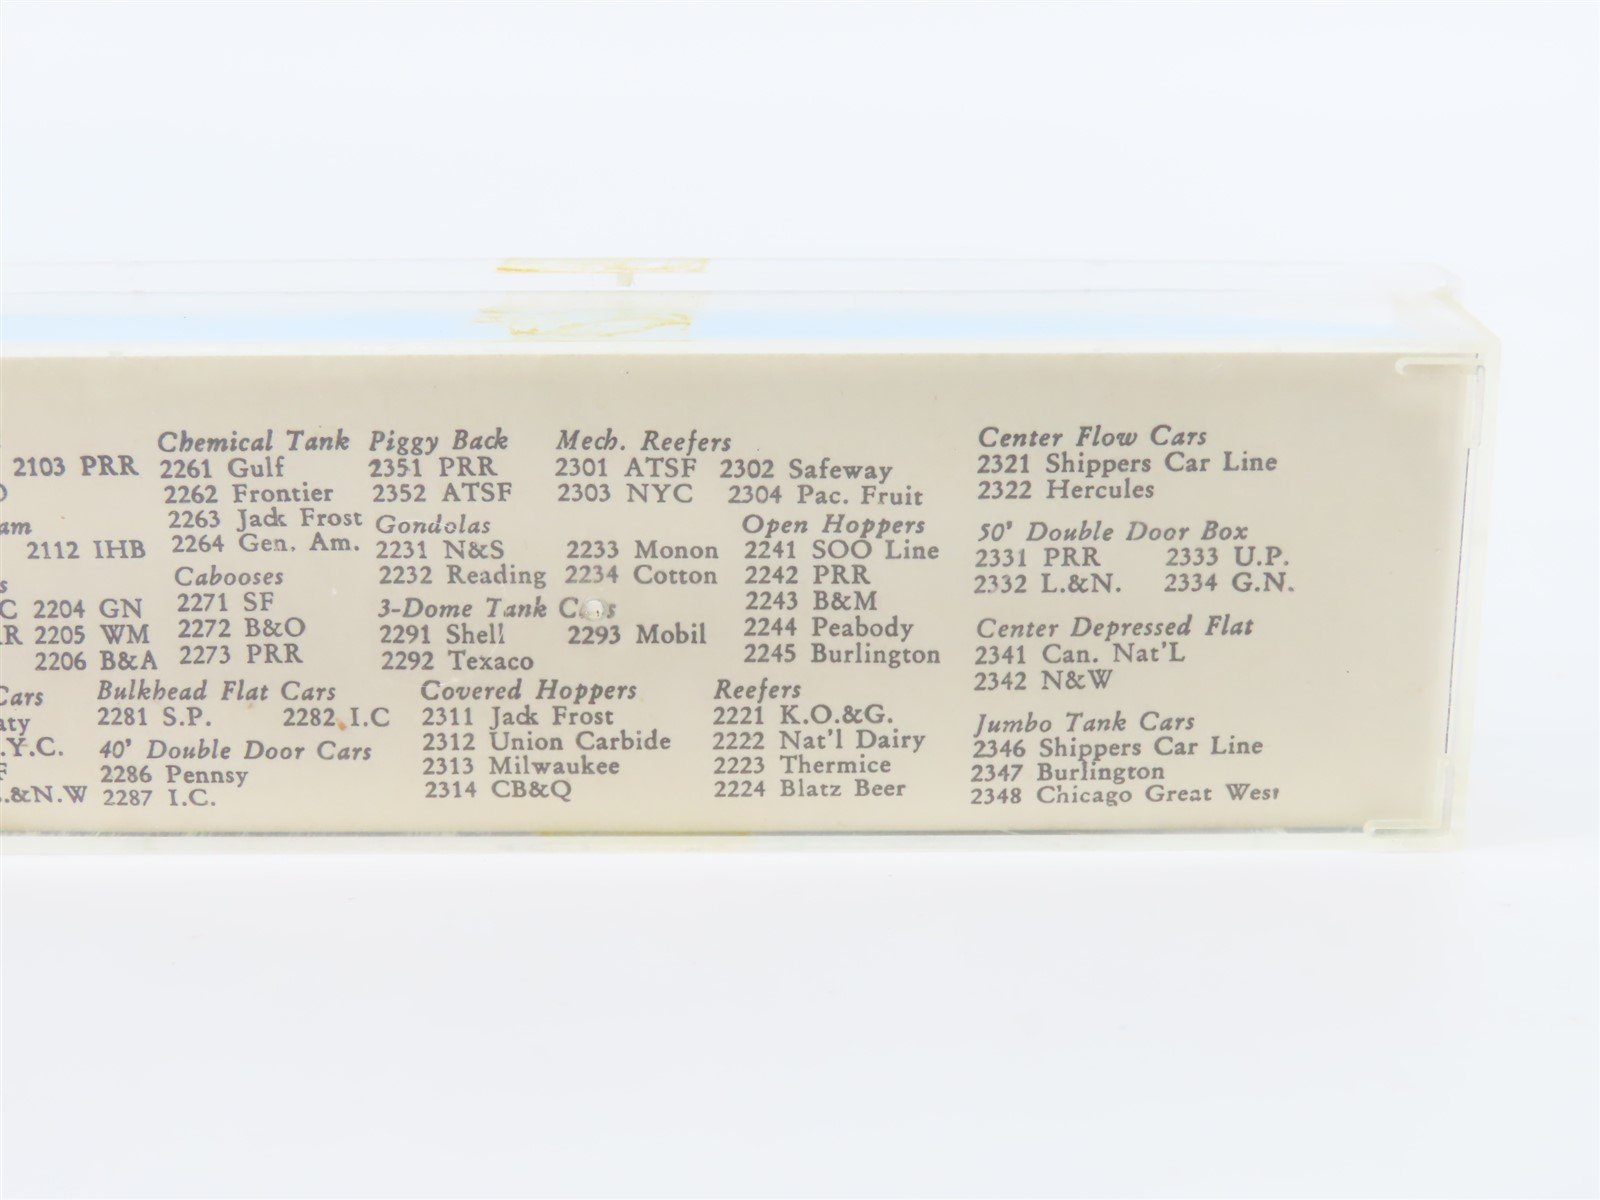 2103 PRR
2112 IHB
2204 GN
2205 WM
2206 B&A
.Y.C.
.&N.W
Chemical Tank
2261 Gulf
2262 Frontier
2263 Jack Frost
2264 Gen. Am.
Cabooses
2271 SF
2272 B&O
2273 PRR
Bulkhead Flat Cars
2281 S.P. 2282 I.C
40' Double Door Cars
2286 Pennsy
2287 I.C.
Piggy Back
2351 PRR
2352 ATSF
Mech. Reefers
2301 ATSF 2302 Safeway
2303 NYC 2304 Pac. Fruit
Gondolas
2231 N&S 2233 Monon
2232 Reading 2234 Cotton
3-Dome Tank Cars
2291 Shell 2293 Mobil
2292 Texaco
Open Hoppers
2241 SOO Line
2242 PRR
2243 B&M
2244 Peabody
2245 Burlington
Covered Hoppers
2311 Jack Frost
2312 Union Carbide
2313 Milwaukee
2314 CB&Q
Reefers
2221 K.O.&G.
2222 Nat'l Dairy
2223 Thermice
2224 Blatz Beer
Center Flow Cars
2321 Shippers Car Line
2322 Hercules
50' Double Door Box
2331 PRR 2333 U.P.
2332 L.&N. 2334 G.N.
Center Depressed Flat
2341 Can. Nat'L
2342 N&W
Jumbo Tank Cars
2346 Shippers Car Line
2347 Burlington
2348 Chicago Great West